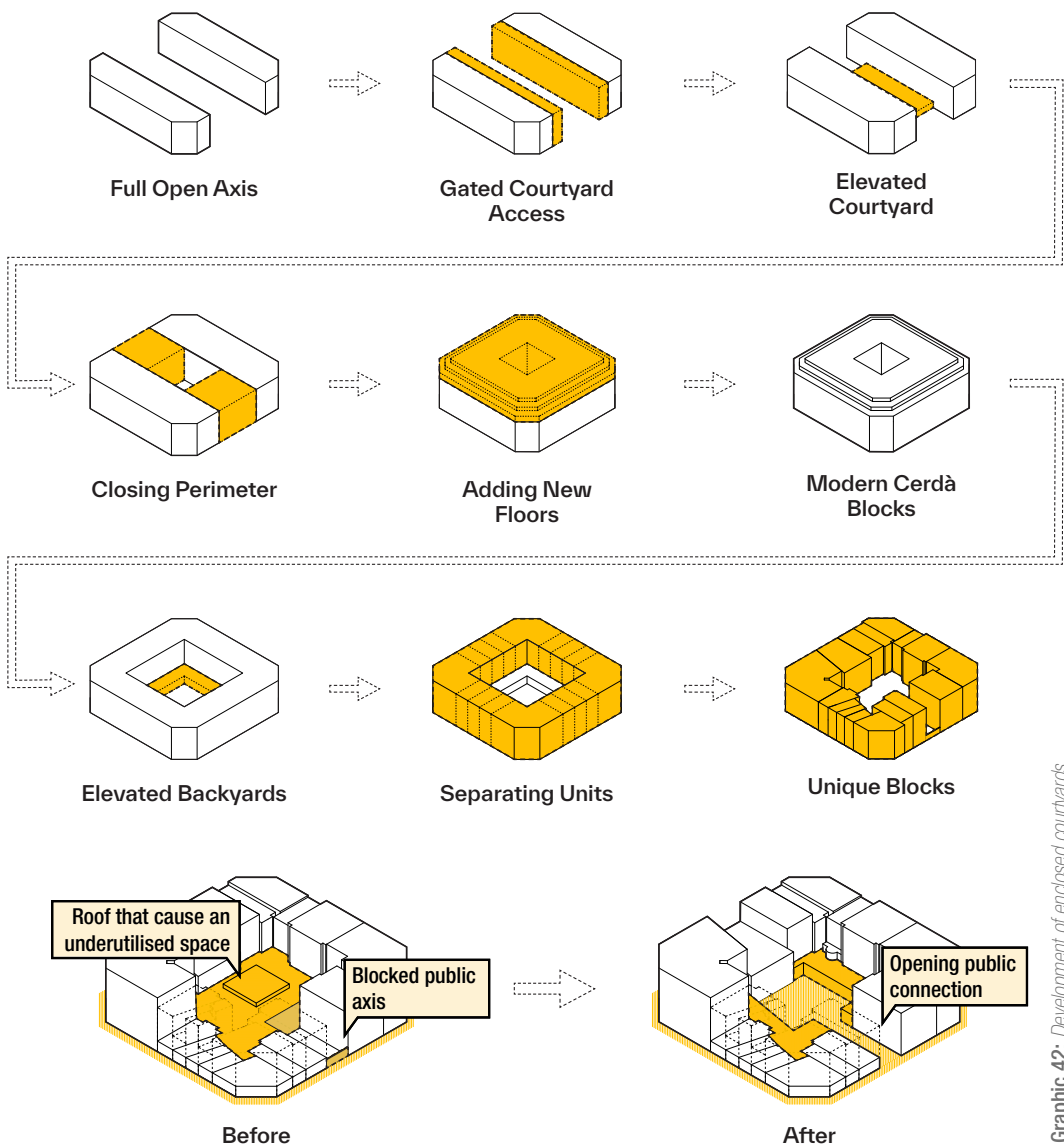 Full Open Axis
Gated Courtyard
Access
Elevated
Courtyard
Closing Perimeter
Adding New
Floors
Modern Cerdà
Blocks
Elevated Backyards
Separating Units
Unique Blocks
Roof that cause an
underutilised space
Blocked public
axis
Opening public
connection
Before
After
Graphic 42: Development of enclosed courtyards